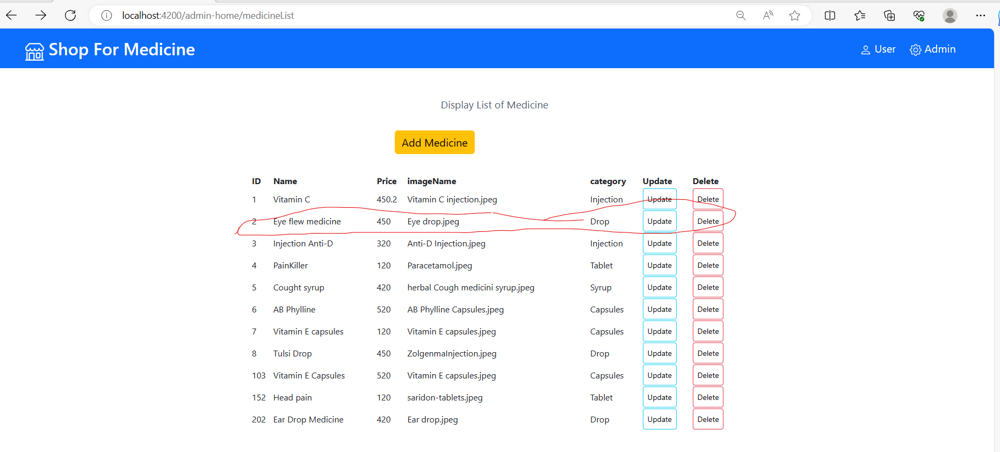 localhost:4200/admin-home/medicineList
Shop For Medicine User Admin
Display List of Medicine
Add Medicine
ID Name Price imageName category Update Delete
1 Vitamin C 450.2 Vitamin C injection.jpeg Injection Update Delete
2 Eye flew medicine 450 Eye drop.jpeg Drop Update Delete
3 Injection Anti-D 320 Anti-D Injection.jpeg Injection Update Delete
4 PainKiller 120 Paracetamol.jpeg Tablet Update Delete
5 Cought syrup 420 herbal Cough medicini syrup.jpeg Syrup Update Delete
6 AB Phylline 520 AB Phylline Capsules.jpeg Capsules Update Delete
7 Vitamin E capsules 120 Vitamin E capsules.jpeg Capsules Update Delete
8 Tulsi Drop 450 ZolgenmaInjection.jpeg Drop Update Delete
103 Vitamin E Capsules 520 Vitamin E capsules.jpeg Capsules Update Delete
152 Head pain 120 saridon-tablets.jpeg Tablet Update Delete
202 Ear Drop Medicine 420 Ear drop.jpeg Drop Update Delete